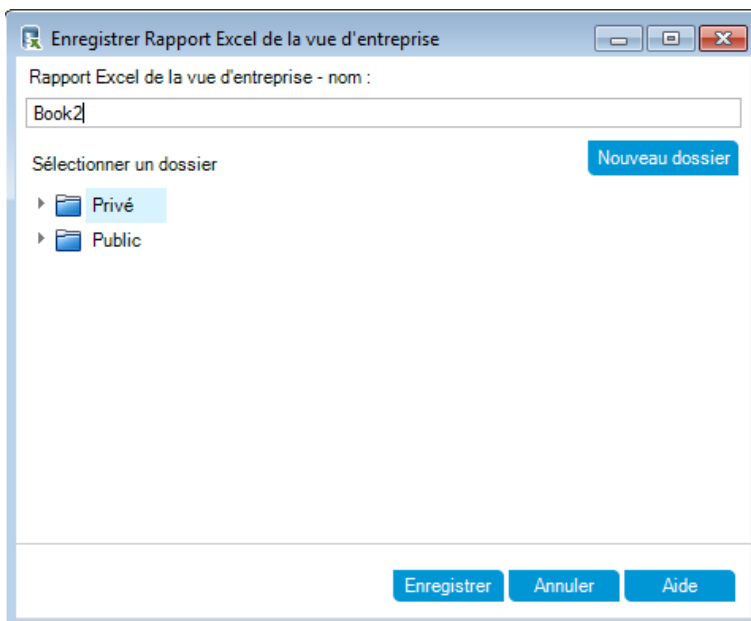 Enregistrer Rapport Excel de la vue d'entreprise
Rapport Excel de la vue d'entreprise - nom :
Book2
Nouveau dossier
Sélectionner un dossier
Privé
Public
Enregistrer Annuler Aide